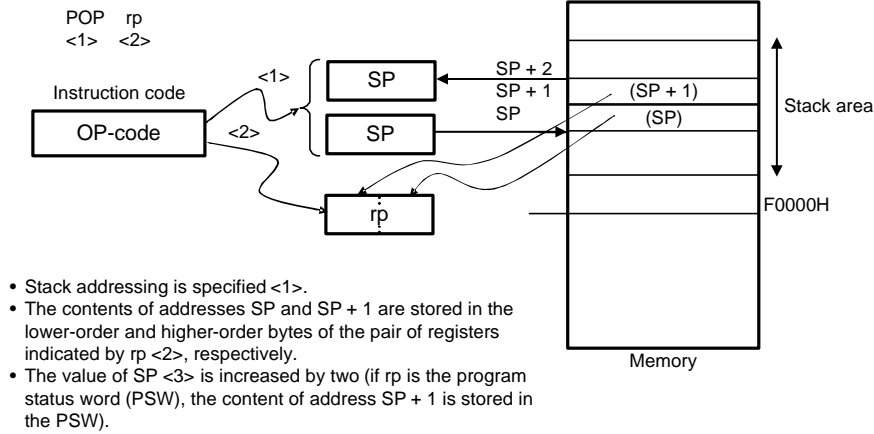 POP rp
<1> <2>
Instruction code
OP-code
<1>
<2>
SP
SP
rp
SP + 2
SP + 1
SP
(SP + 1)
(SP)
Stack area
F0000H
Memory
• Stack addressing is specified <1>.
• The contents of addresses SP and SP + 1 are stored in the
lower-order and higher-order bytes of the pair of registers
indicated by rp <2>, respectively.
• The value of SP <3> is increased by two (if rp is the program
status word (PSW), the content of address SP + 1 is stored in
the PSW).